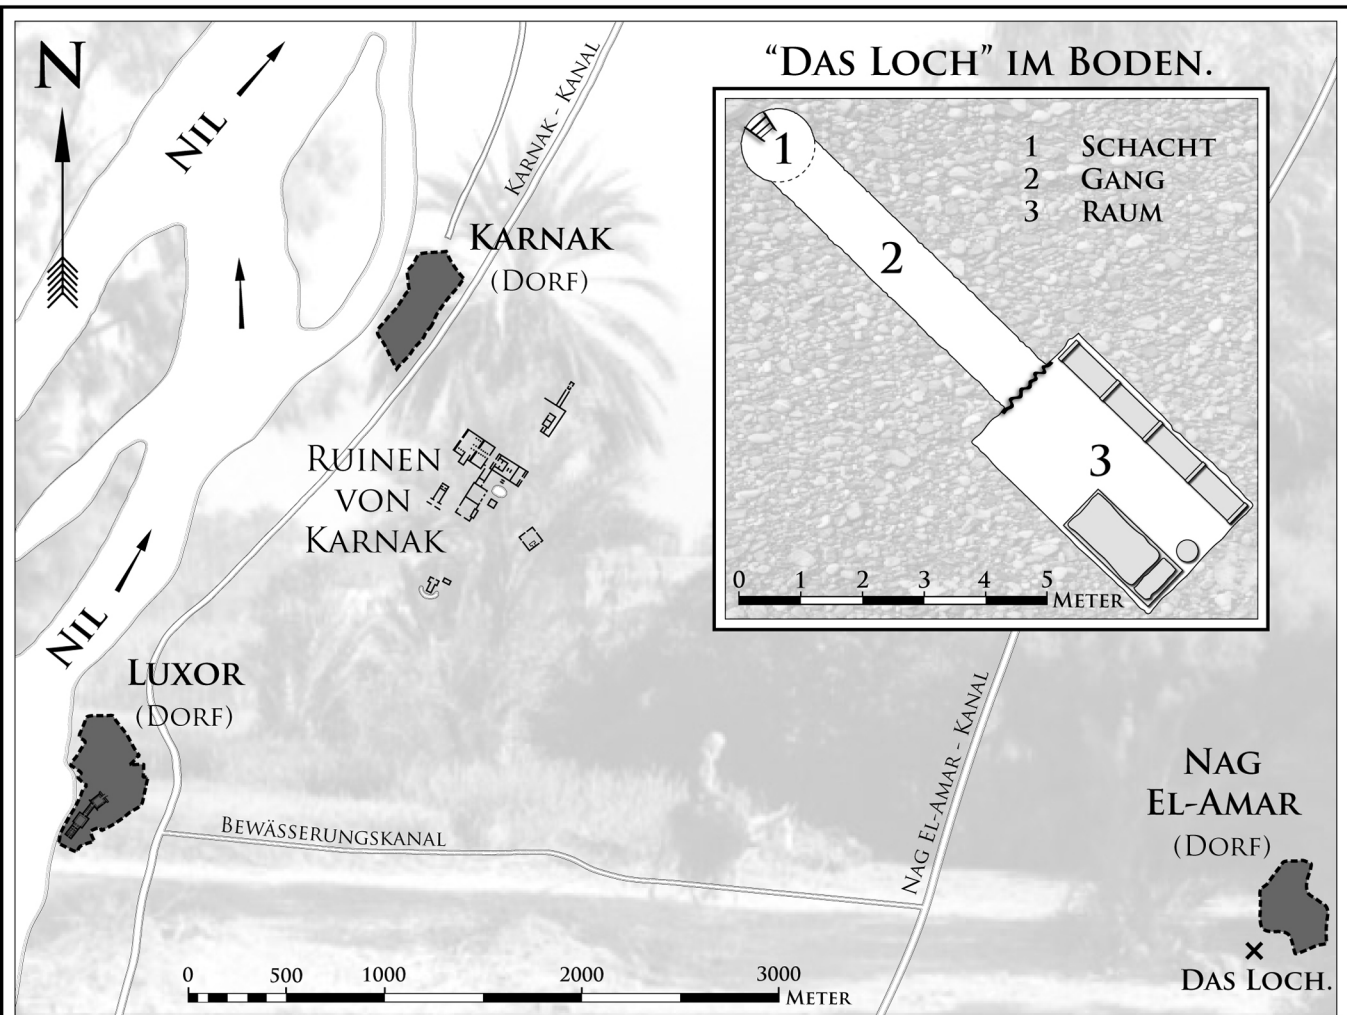 N
NIL
KARNAK - KANAL
KARNAK
(DORF)
RUINEN
VON
KARNAK
NIL
LUXOR
(DORF)
BEWÄSSERUNGSKANAL
NAG EL-AMAR - KANAL
NAG
EL-AMAR
(DORF)
DAS LOCH.
0 500 1000 2000 3000
METER
“DAS LOCH” IM BODEN.
1 SCHACHT
2 GANG
3 RAUM
1
2
3
0 1 2 3 4 5
METER